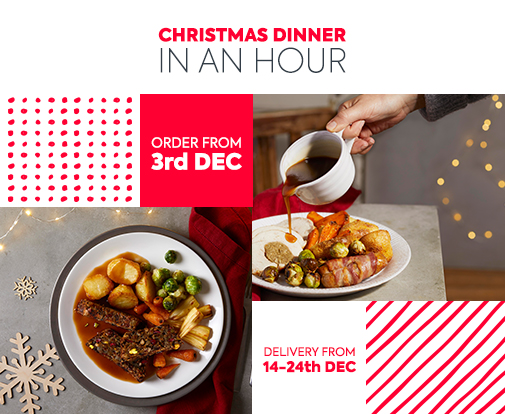 CHRISTMAS DINNER
IN AN HOUR
ORDER FROM
3rd DEC
DELIVERY FROM
14-24th DEC